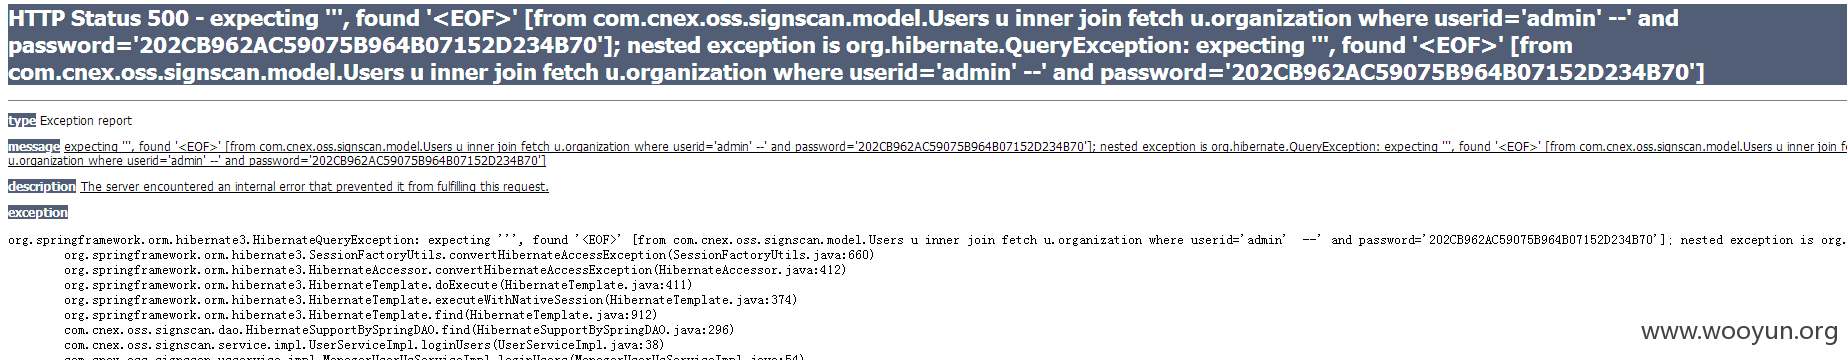 HTTP Status 500 - expecting ''', found '<EOF>' [from com.cnex.oss.signscan.model.Users u inner join fetch u.organization where userid='admin' --' and
password='202CB962AC59075B964B07152D234B70']; nested exception is org.hibernate.QueryException: expecting ''', found '<EOF>' [from
com.cnex.oss.signscan.model.Users u inner join fetch u.organization where userid='admin' --' and password='202CB962AC59075B964B07152D234B70']
type Exception report
message expecting ''', found '<EOF>' [from com.cnex.oss.signscan.model.Users u inner join fetch u.organization where userid='admin' --' and password='202CB962AC59075B964B07152D234B70']; nested exception is org.hibernate.QueryException: expecting ''', found '<EOF>' [from com.cnex.oss.signscan.model.Users u inner join
u.organization where userid='admin' --' and password='202CB962AC59075B964B07152D234B70']
description The server encountered an internal error that prevented it from fulfilling this request.
exception
org.springframework.orm.hibernate3.HibernateQueryException: expecting ''', found '<EOF>' [from com.cnex.oss.signscan.model.Users u inner join fetch u.organization where userid='admin'  --' and password='202CB962AC59075B964B07152D234B70']; nested exception is org.
org.springframework.orm.hibernate3.SessionFactoryUtils.convertHibernateAccessException(SessionFactoryUtils.java:660)
org.springframework.orm.hibernate3.HibernateAccessor.convertHibernateAccessException(HibernateAccessor.java:412)
org.springframework.orm.hibernate3.HibernateTemplate.doExecute(HibernateTemplate.java:411)
org.springframework.orm.hibernate3.HibernateTemplate.executeWithNativeSession(HibernateTemplate.java:374)
org.springframework.orm.hibernate3.HibernateTemplate.find(HibernateTemplate.java:912)
com.cnex.oss.signscan.dao.HibernateSupportBySpringDAO.find(HibernateSupportBySpringDAO.java:296)
com.cnex.oss.signscan.service.impl.UserServiceImpl.loginUsers(UserServiceImpl.java:38)
www.wooyun.org